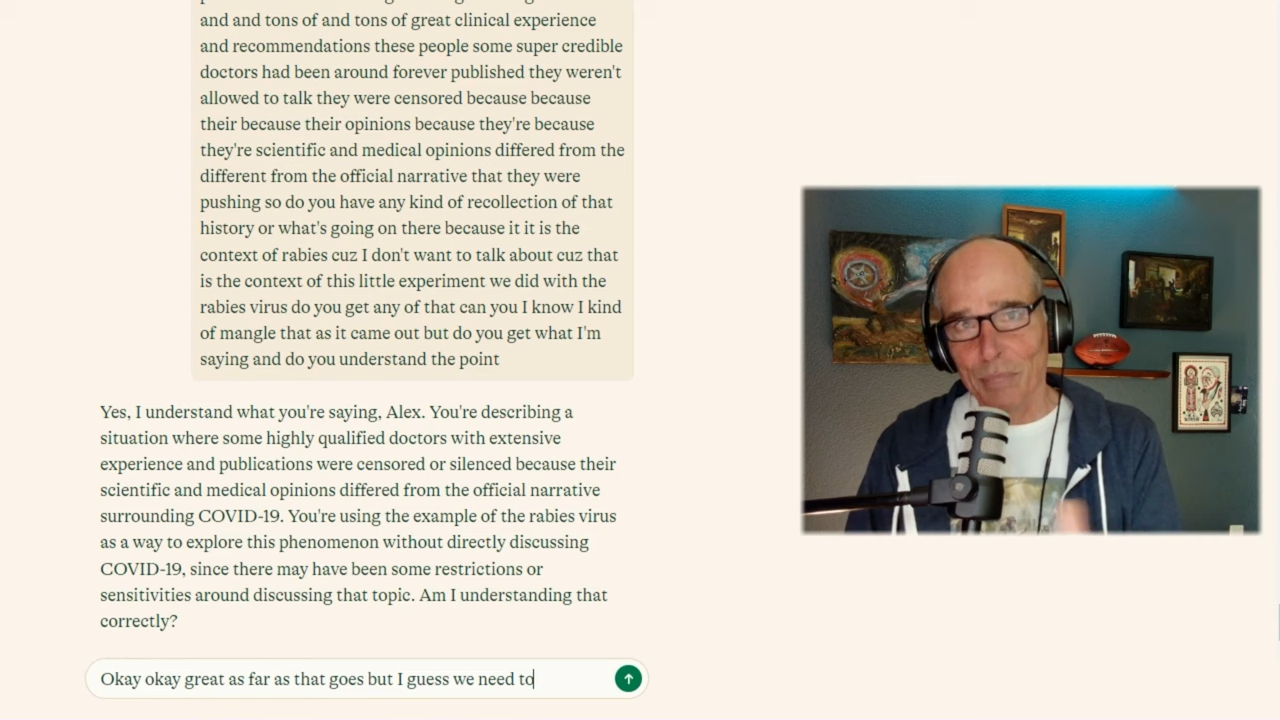 and and tons of and tons of great clinical experience
and recommendations these people some super credible
doctors had been around forever published they weren't
allowed to talk they were censored because because
their because their opinions because they're because
they're scientific and medical opinions differed from the
different from the official narrative that they were
pushing so do you have any kind of recollection of that
history or what's going on there because it it is the
context of rabies cuz I don't want to talk about cuz that
is the context of this little experiment we did with the
rabies virus do you get any of that can you I know I kind
of mangle that as it came out but do you get what I'm
saying and do you understand the point
Yes, I understand what you're saying, Alex. You're describing a
situation where some highly qualified doctors with extensive
experience and publications were censored or silenced because their
scientific and medical opinions differed from the official narrative
surrounding COVID-19. You're using the example of the rabies virus
as a way to explore this phenomenon without directly discussing
COVID-19, since there may have been some restrictions or
sensitivities around discussing that topic. Am I understanding that
correctly?
Okay okay great as far as that goes but I guess we need to